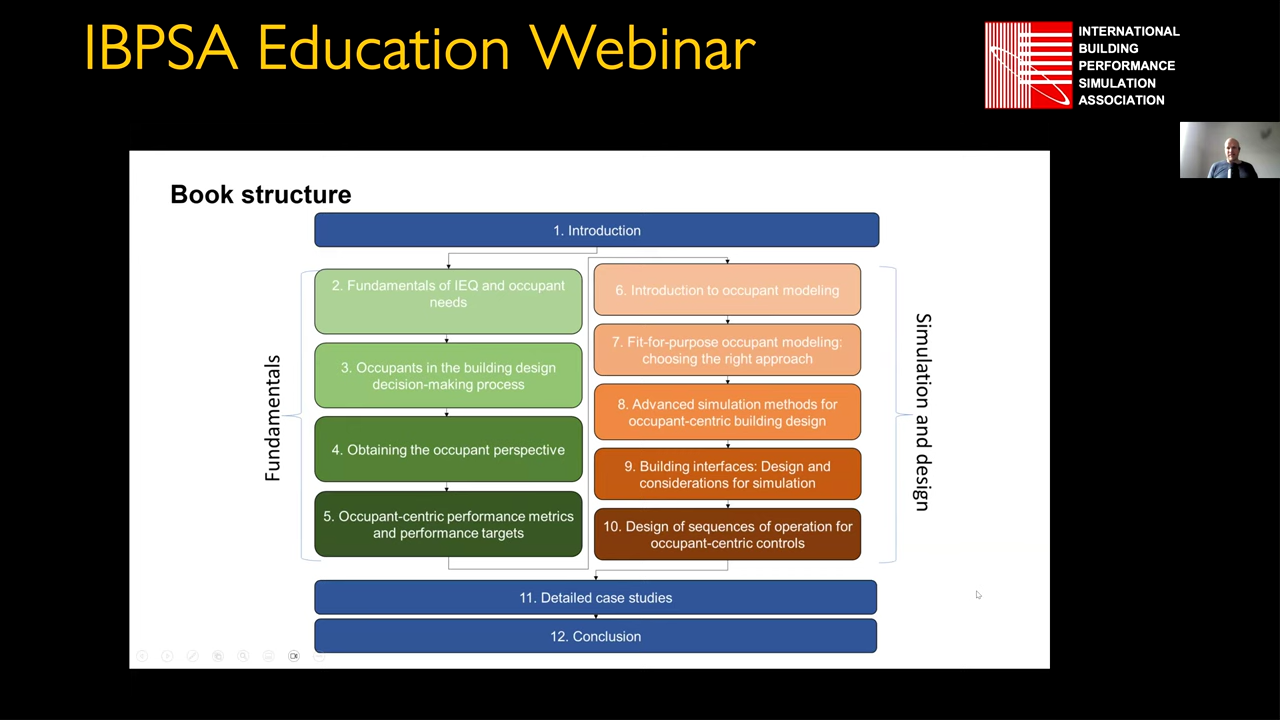 IBPSA Education Webinar
INTERNATIONAL
BUILDING
PERFORMANCE
SIMULATION
ASSOCIATION
Book structure
1. Introduction
Fundamentals
2. Fundamentals of IEQ and occupant
needs
3. Occupants in the building design
decision-making process
4. Obtaining the occupant perspective
5. Occupant-centric performance metrics
and performance targets
6. Introduction to occupant modeling
7. Fit-for-purpose occupant modeling:
choosing the right approach
8. Advanced simulation methods for
occupant-centric building design
9. Building interfaces: Design and
considerations for simulation
10. Design of sequences of operation for
occupant-centric controls
Simulation and design
11. Detailed case studies
12. Conclusion